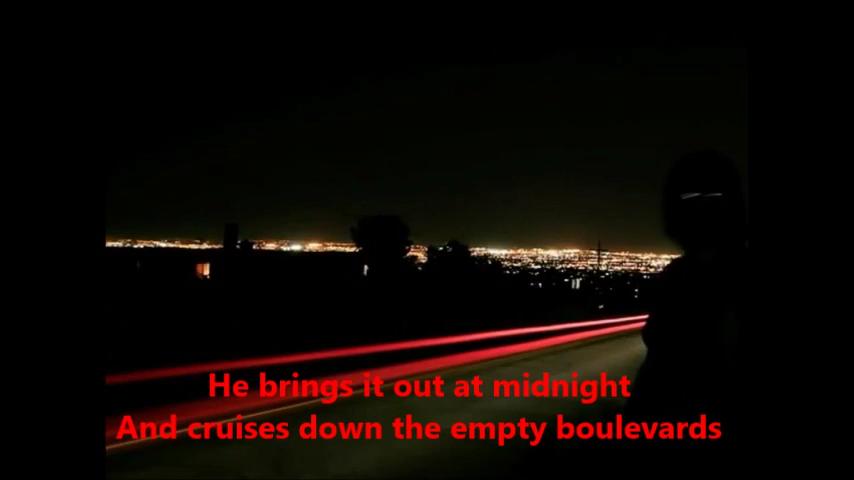 He brings it out at midnight
And cruises down the empty boulevards